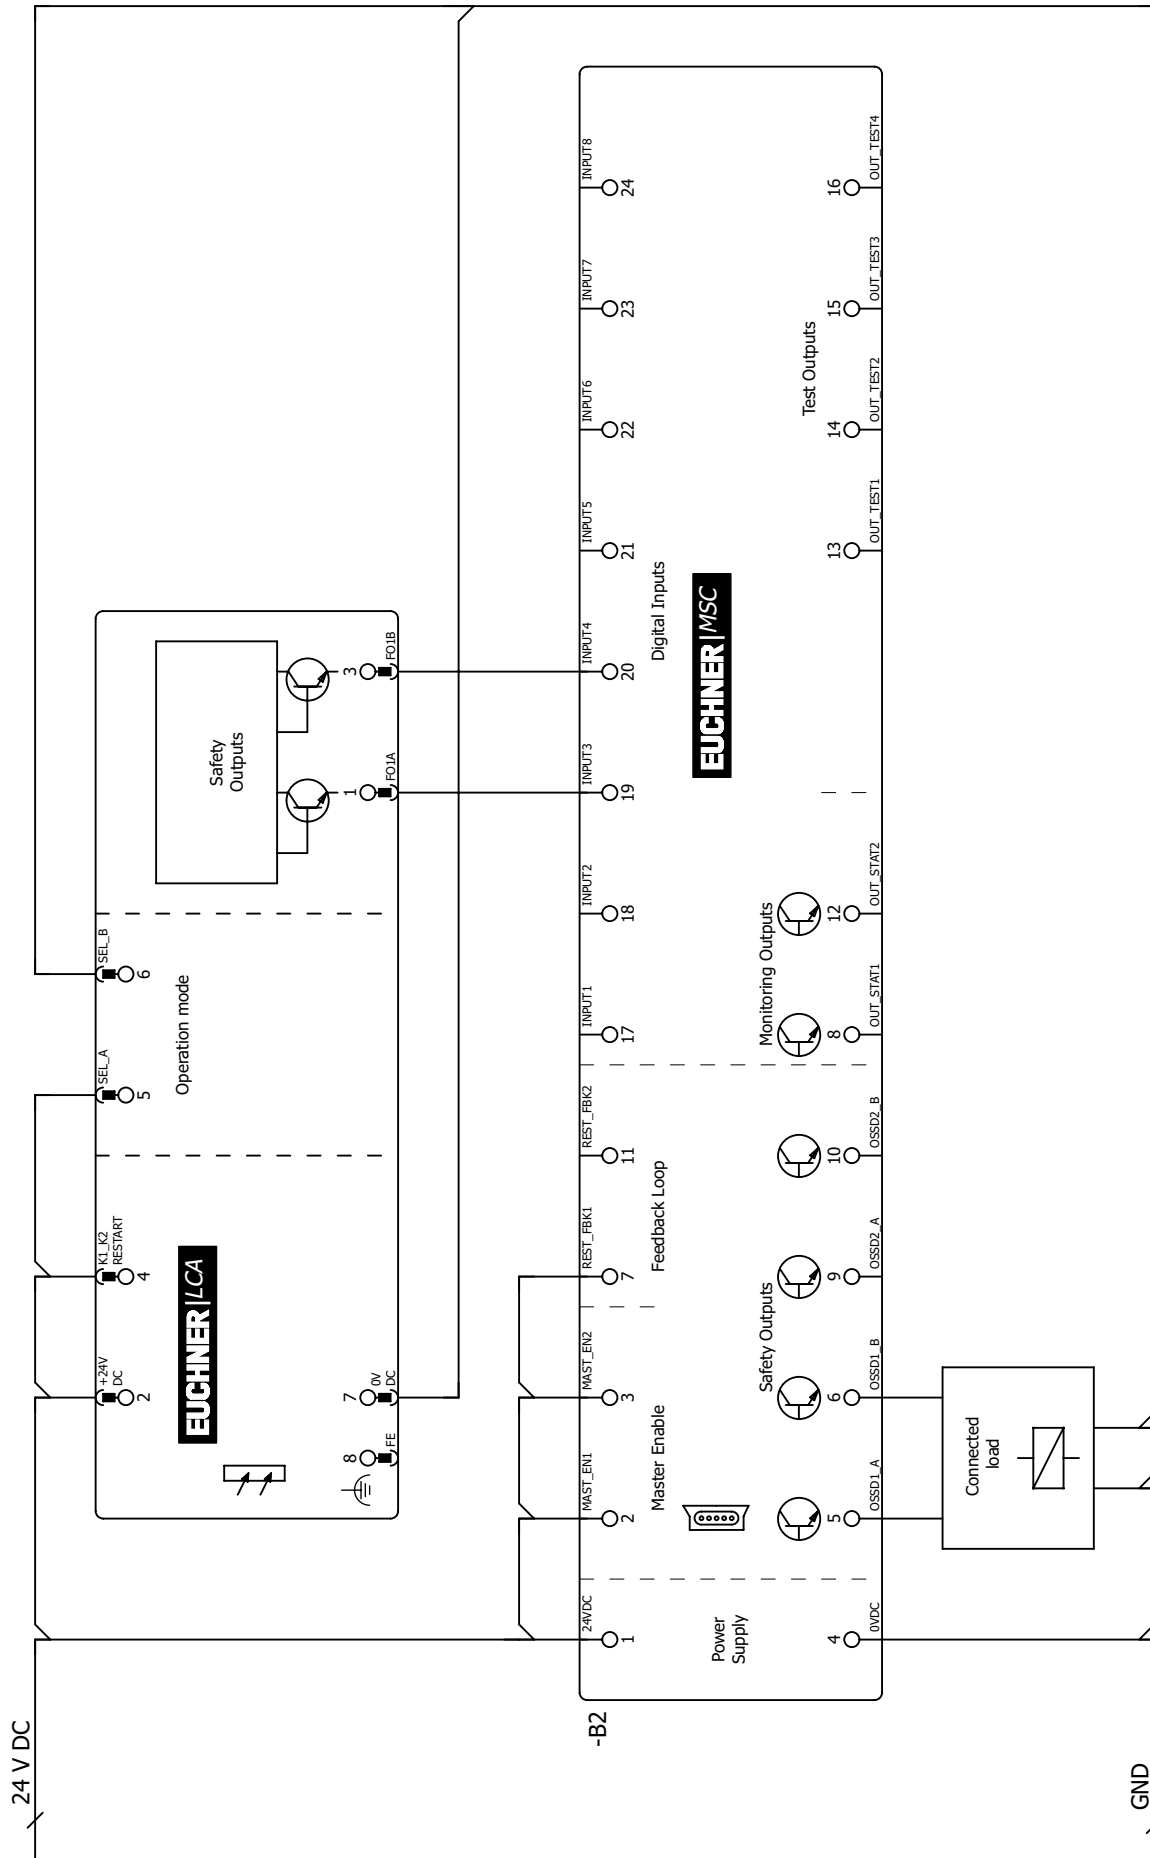 24 V DC
+24V
DC
2
K1_K2
RESTART
4
SEL_A
5
SEL_B
6
EUCHNER|LCA
Operation mode
Safety
Outputs
8
FE
7
0V
DC
1
FO1A
3
FO1B
-B2
24VDC
1
MAST_EN1
2
MAST_EN2
3
REST_FBK1
7
REST_FBK2
11
INPUT1
17
INPUT2
18
INPUT3
19
INPUT4
20
INPUT5
21
INPUT6
22
INPUT7
23
INPUT8
24
Power
Supply
Master Enable
Feedback Loop
Digital Inputs
EUCHNER|MSC
Safety Outputs
Monitoring Outputs
Test Outputs
4
0VDC
5
OSSD1_A
6
OSSD1_B
9
OSSD2_A
10
OSSD2_B
8
OUT_STAT1
12
OUT_STAT2
13
OUT_TEST1
14
OUT_TEST2
15
OUT_TEST3
16
OUT_TEST4
Connected
load
GND